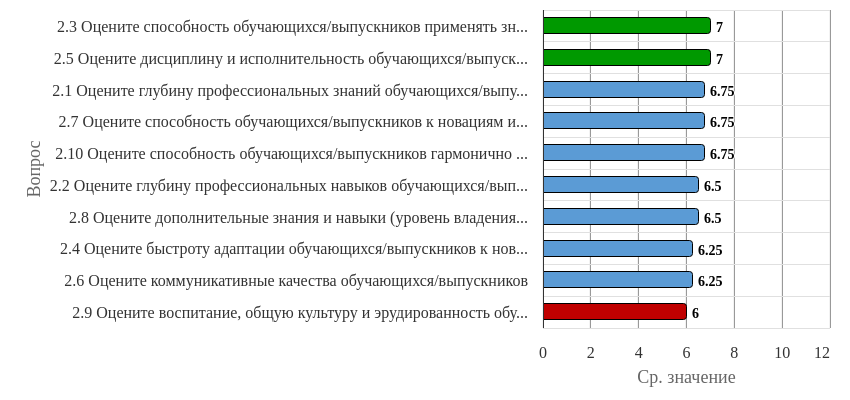 2.3 Оцените способность обучающихся/выпускников применять зн... 7
2.5 Оцените дисциплину и исполнительность обучающихся/выпуск... 7
2.1 Оцените глубину профессиональных знаний обучающихся/выпу... 6.75
2.7 Оцените способность обучающихся/выпускников к новациям и... 6.75
2.10 Оцените способность обучающихся/выпускников гармонично ... 6.75
2.2 Оцените глубину профессиональных навыков обучающихся/вып... 6.5
2.8 Оцените дополнительные знания и навыки (уровень владения... 6.5
2.4 Оцените быстроту адаптации обучающихся/выпускников к нов... 6.25
2.6 Оцените коммуникативные качества обучающихся/выпускников 6.25
2.9 Оцените воспитание, общую культуру и эрудированность обу... 6
Вопрос
0 2 4 6 8 10 12
Ср. значение